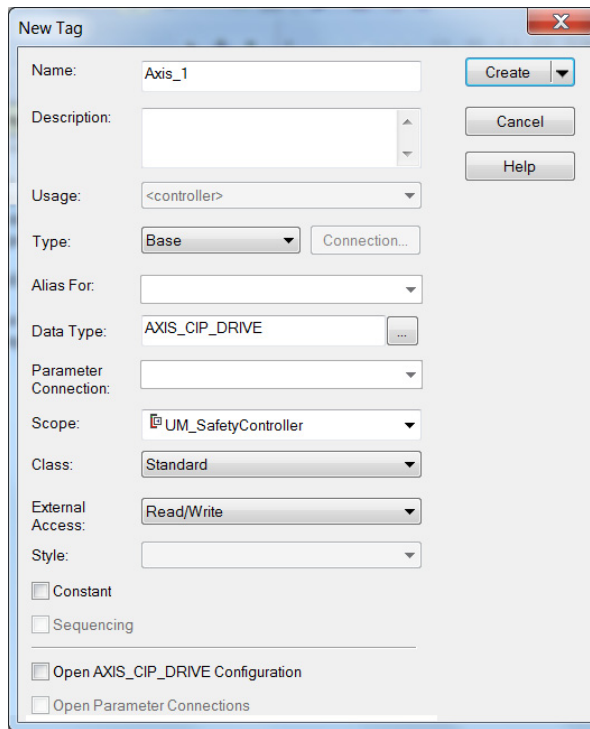 New Tag
Name:
Axis_1
Create
Description:
Cancel
Help
Usage:
<controller>
Type:
Base
Connection...
Alias For:
Data Type:
AXIS_CIP_DRIVE
...
Parameter
Connection:
Scope:
UM_SafetyController
Class:
Standard
External
Access:
Read/Write
Style:
Constant
Sequencing
Open AXIS_CIP_DRIVE Configuration
Open Parameter Connections